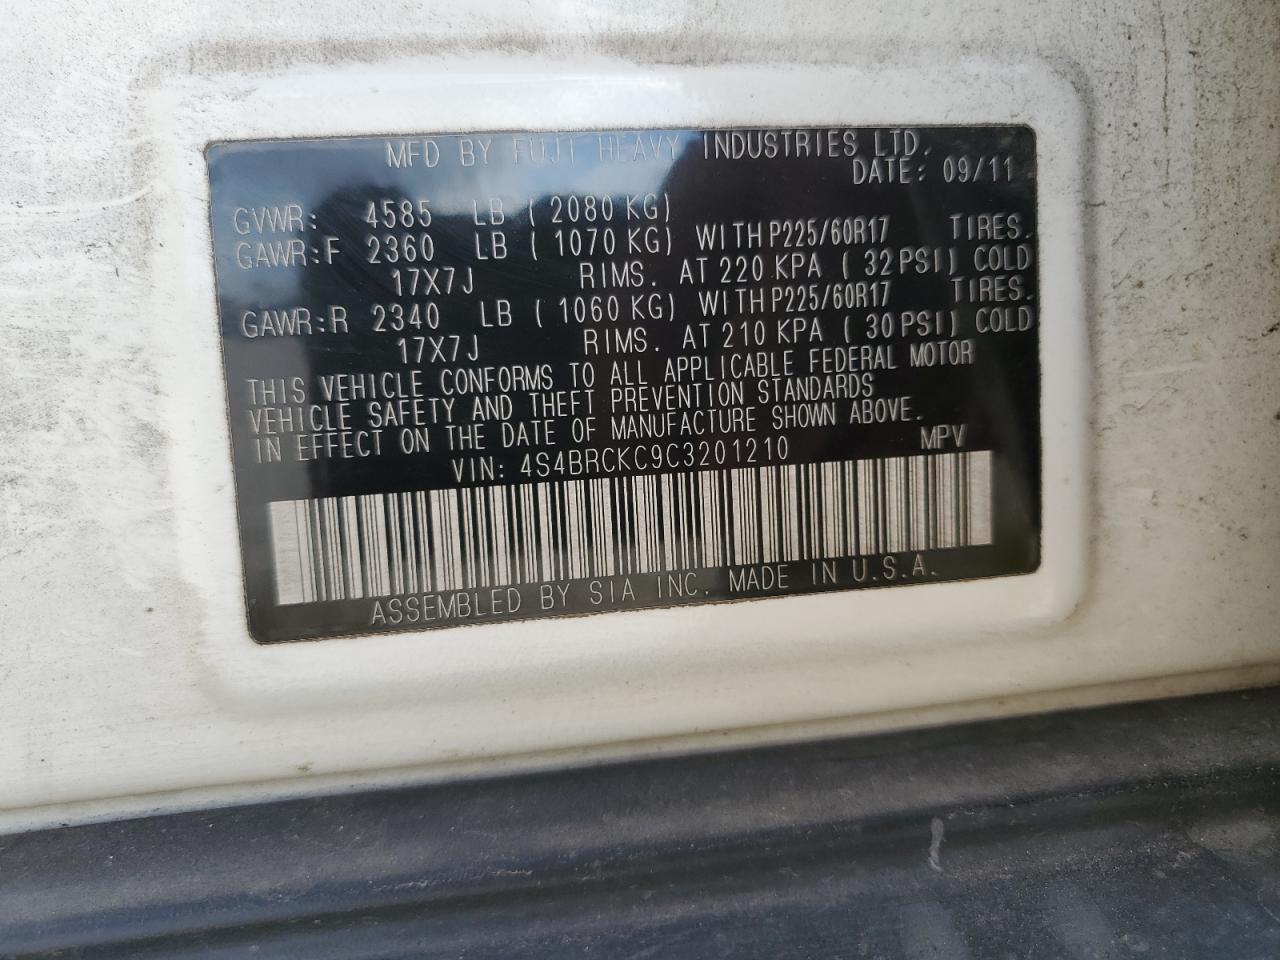 MFD BY FUJI HEAVY INDUSTRIES LTD.
DATE: 09/11
GVWR: 4585 LB ( 2080 KG)
GAWR:F 2360 LB ( 1070 KG) WITH P225/60R17 TIRES.
17X7J RIMS. AT 220 KPA ( 32 PSI) COLD
GAWR:R 2340 LB ( 1060 KG) WITH P225/60R17 TIRES.
17X7J RIMS. AT 210 KPA ( 30 PSI) COLD
THIS VEHICLE CONFORMS TO ALL APPLICABLE FEDERAL MOTOR
VEHICLE SAFETY AND THEFT PREVENTION STANDARDS
IN EFFECT ON THE DATE OF MANUFACTURE SHOWN ABOVE.
VIN: 4S4BRCKC9C3201210 MPV
ASSEMBLED BY SIA INC. MADE IN U.S.A.